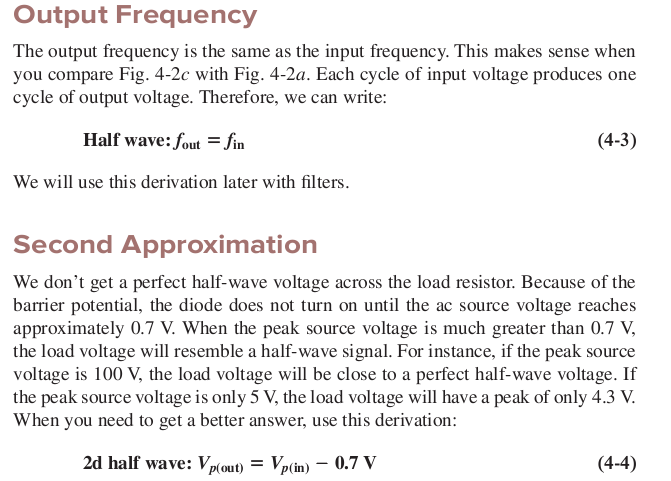 Output Frequency
The output frequency is the same as the input frequency. This makes sense when
you compare Fig. 4-2c with Fig. 4-2a. Each cycle of input voltage produces one
cycle of output voltage. Therefore, we can write:
Half wave: fout = fin (4-3)
We will use this derivation later with filters.
Second Approximation
We don’t get a perfect half-wave voltage across the load resistor. Because of the
barrier potential, the diode does not turn on until the ac source voltage reaches
approximately 0.7 V. When the peak source voltage is much greater than 0.7 V,
the load voltage will resemble a half-wave signal. For instance, if the peak source
voltage is 100 V, the load voltage will be close to a perfect half-wave voltage. If
the peak source voltage is only 5 V, the load voltage will have a peak of only 4.3 V.
When you need to get a better answer, use this derivation:
2d half wave: Vp(out) = Vp(in) − 0.7 V (4-4)